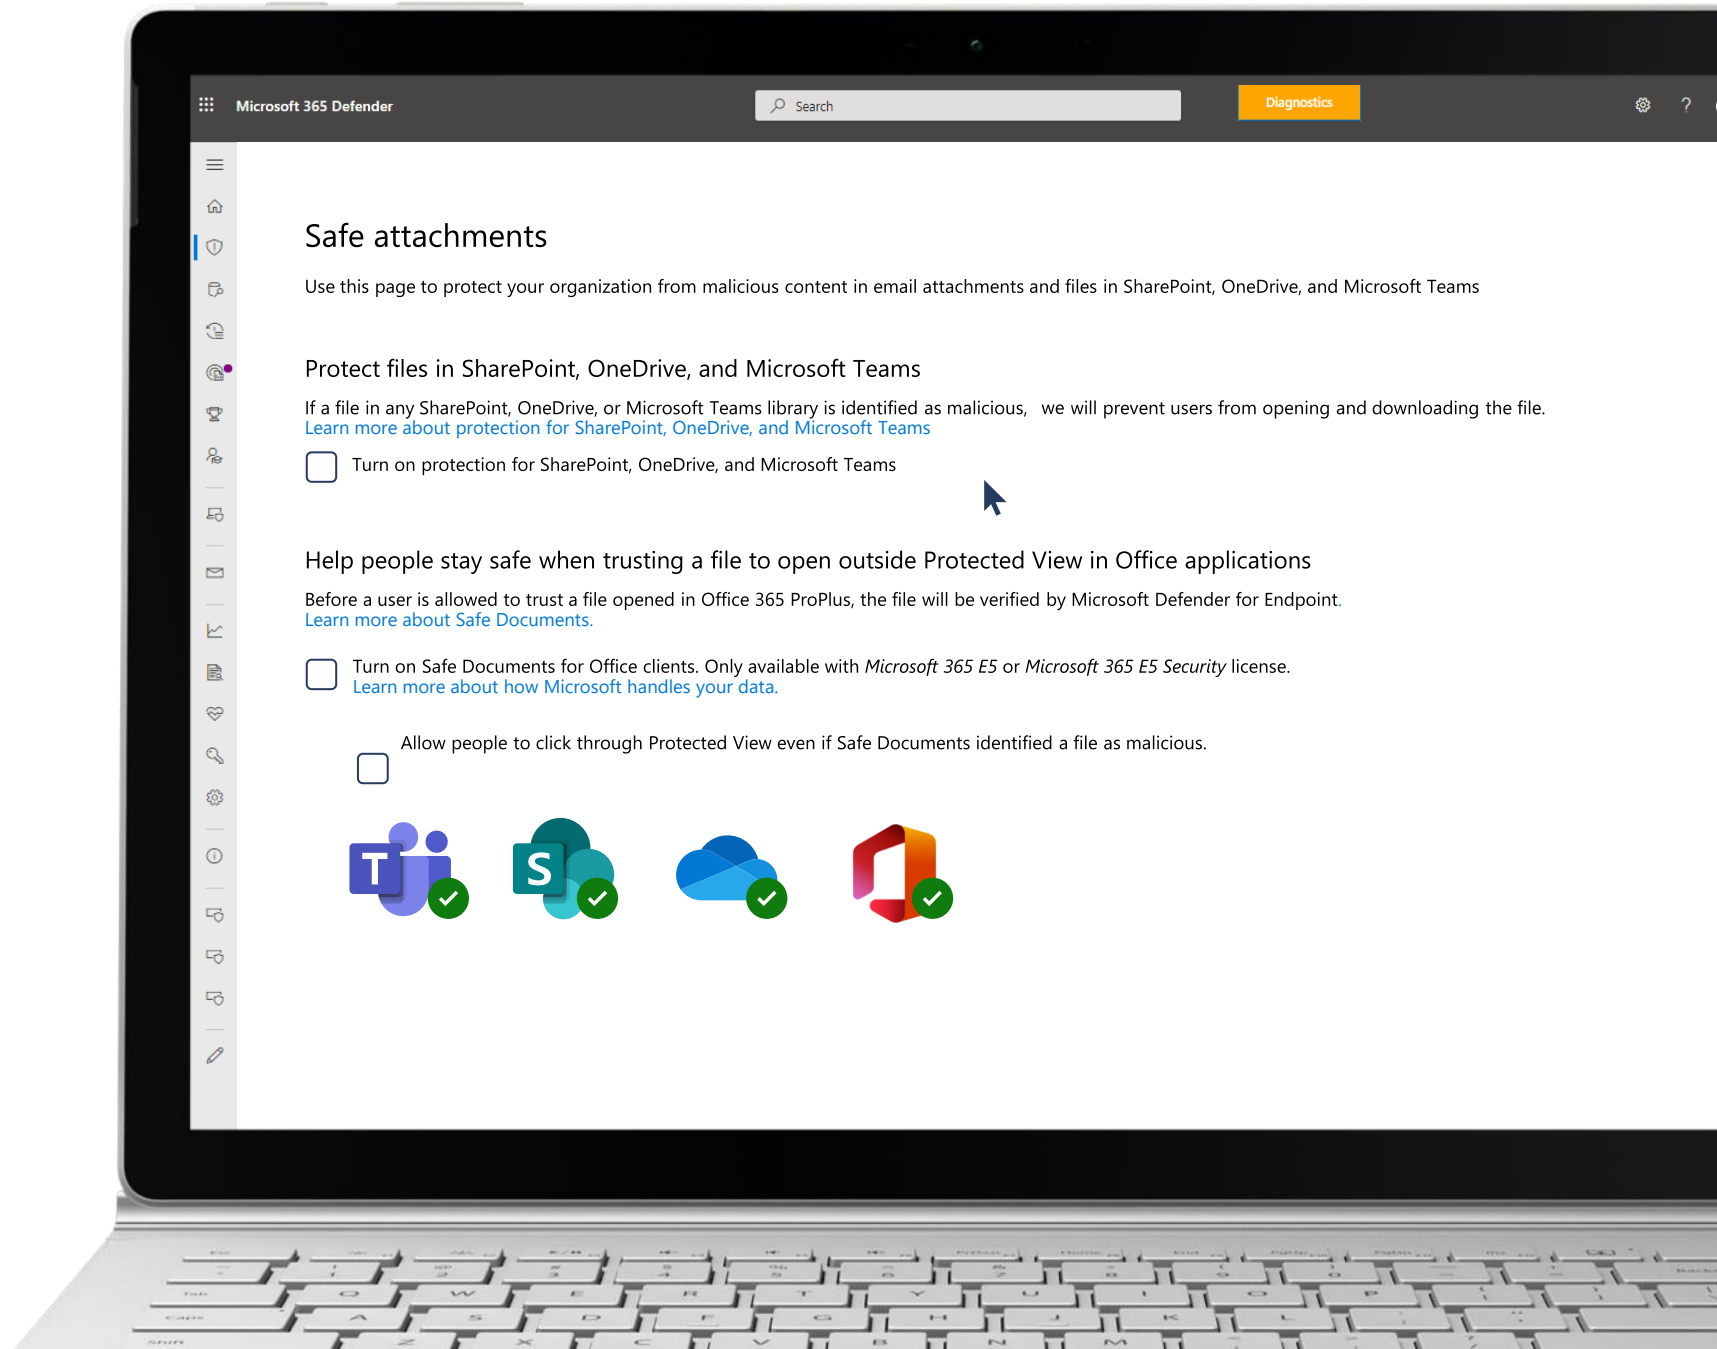 Microsoft 365 Defender
Search
Diagnostics
?
Safe attachments
Use this page to protect your organization from malicious content in email attachments and files in SharePoint, OneDrive, and Microsoft Teams
Protect files in SharePoint, OneDrive, and Microsoft Teams
If a file in any SharePoint, OneDrive, or Microsoft Teams library is identified as malicious, we will prevent users from opening and downloading the file.
Learn more about protection for SharePoint, OneDrive, and Microsoft Teams
Turn on protection for SharePoint, OneDrive, and Microsoft Teams
Help people stay safe when trusting a file to open outside Protected View in Office applications
Before a user is allowed to trust a file opened in Office 365 ProPlus, the file will be verified by Microsoft Defender for Endpoint.
Learn more about Safe Documents.
Turn on Safe Documents for Office clients. Only available with Microsoft 365 E5 or Microsoft 365 E5 Security license.
Learn more about how Microsoft handles your data.
Allow people to click through Protected View even if Safe Documents identified a file as malicious.
T S
Tab Q W E R T Y U I O P
Caps A S D F G H J K L
Shift Z X C V B N M